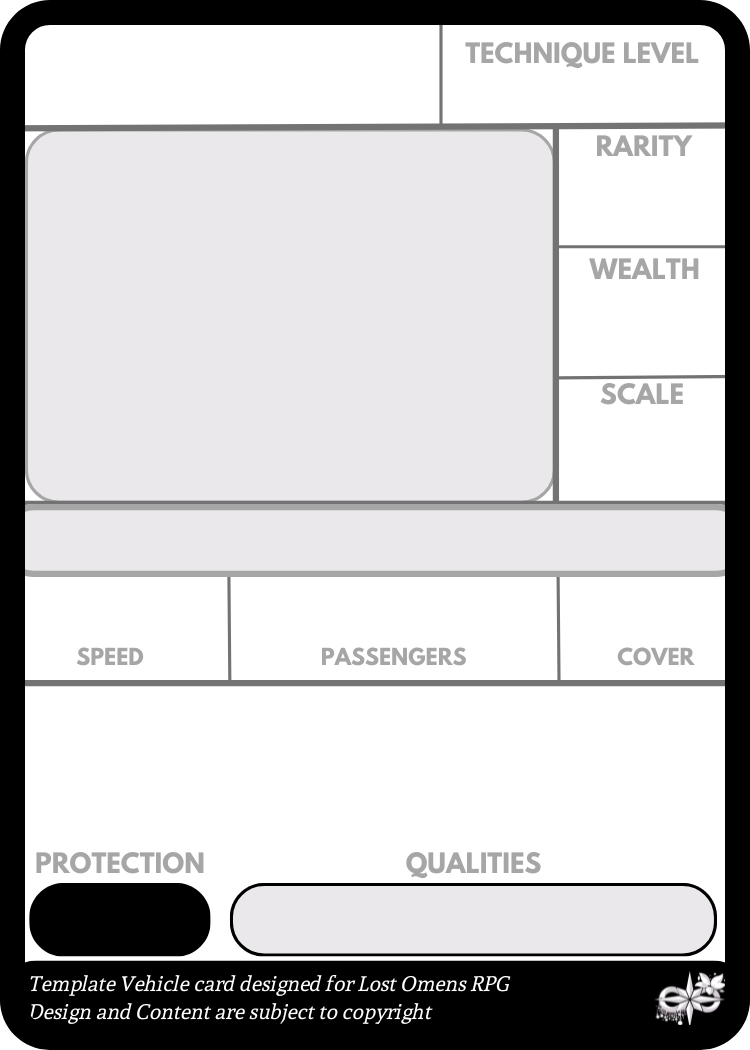 TECHNIQUE LEVEL
RARITY
WEALTH
SCALE
SPEED
PASSENGERS
COVER
PROTECTION
QUALITIES
Template Vehicle card designed for Lost Omens RPG
Design and Content are subject to copyright